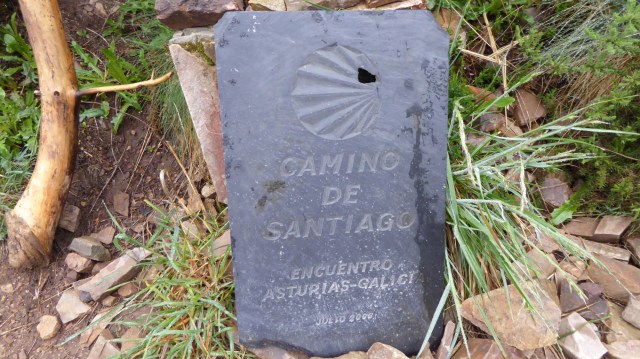 CAMINO
DE
SANTIAGO
ENCUENTRO
ASTURIAS-GALICI
JULIO